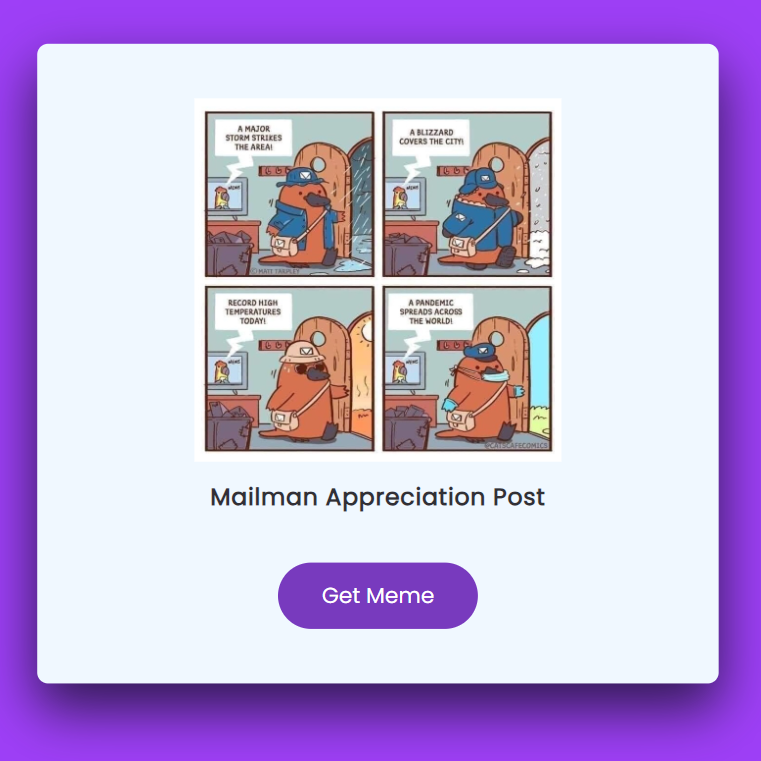 A MAJOR
STORM STRIKES
THE AREA!
NEWS
© MATT TARPLEY
A BLIZZARD
COVERS THE CITY!
NEWS
RECORD HIGH
TEMPERATURES
TODAY!
NEWS
A PANDEMIC
SPREADS ACROSS
THE WORLD!
NEWS
@CATSCAFECOMICS
Mailman Appreciation Post
Get Meme